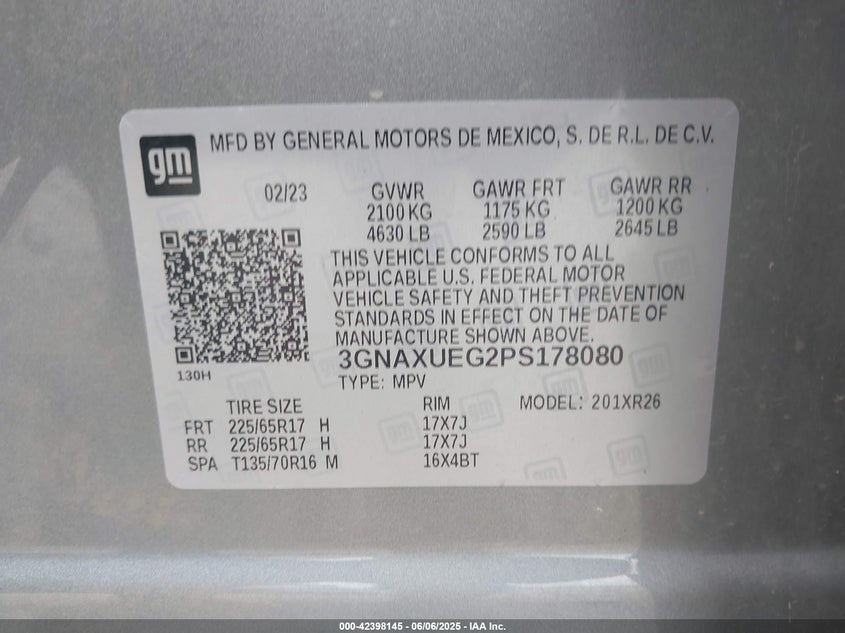 gm
MFD BY GENERAL MOTORS DE MEXICO, S. DE R.L. DE C.V.
02/23 GVWR GAWR FRT GAWR RR
2100 KG 1175 KG 1200 KG
4630 LB 2590 LB 2645 LB
THIS VEHICLE CONFORMS TO ALL
APPLICABLE U.S. FEDERAL MOTOR
VEHICLE SAFETY AND THEFT PREVENTION
STANDARDS IN EFFECT ON THE DATE OF
MANUFACTURE SHOWN ABOVE.
3GNAXUEG2PS178080
130H
TYPE: MPV
TIRE SIZE RIM MODEL: 201XR26
FRT 225/65R17 H 17X7J
RR 225/65R17 H 17X7J
SPA T135/70R16 M 16X4BT
000-42398145 - 06/06/2025 - IAA Inc.